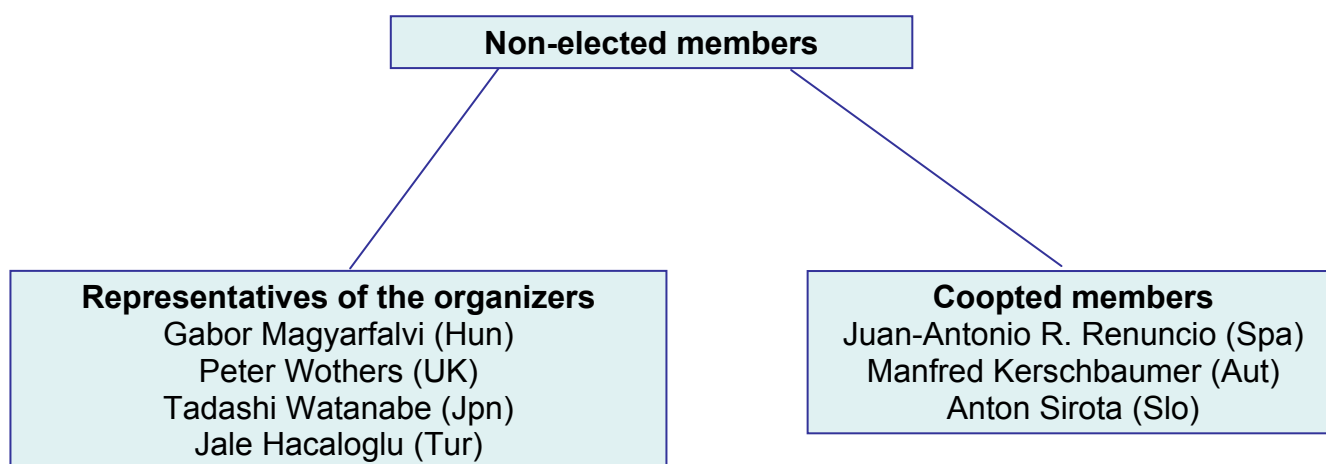 Non-elected members
Representatives of the organizers
Gabor Magyarfalvi (Hun)
Peter Wothers (UK)
Tadashi Watanabe (Jpn)
Jale Hacaloglu (Tur)
Coopted members
Juan-Antonio R. Renuncio (Spa)
Manfred Kerschbaumer (Aut)
Anton Sirota (Slo)